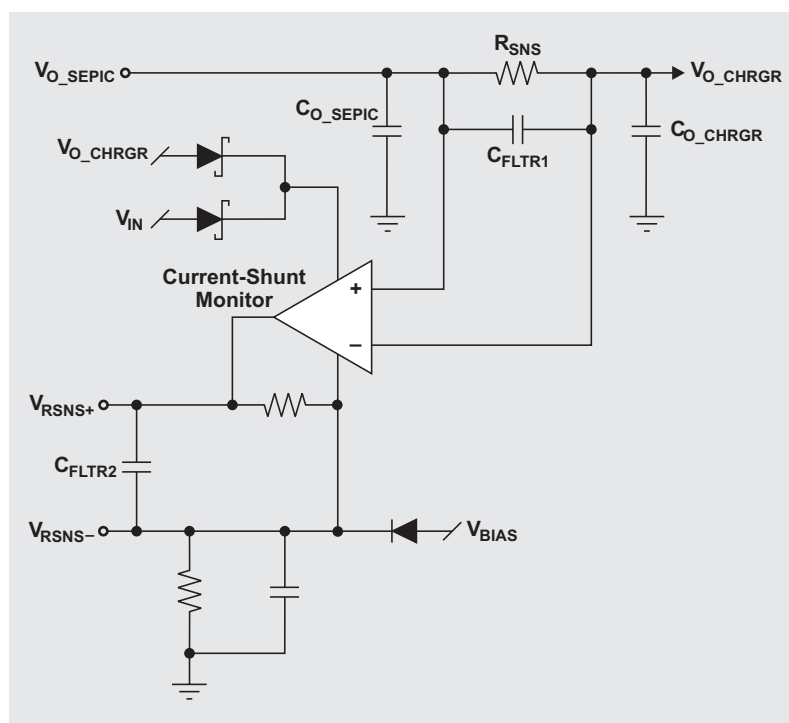 R_SNS
V_O_SEPIC
V_O_CHRGR
C_O_SEPIC
C_O_CHRGR
C_FLTR1
V_O_CHRGR
V_IN
Current-Shunt
Monitor
+
–
V_RSNS+
C_FLTR2
V_RSNS–
V_BIAS